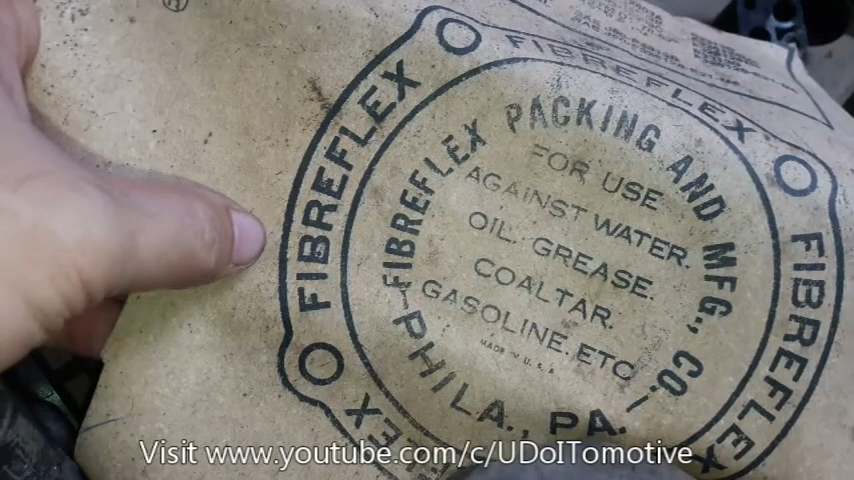 FIBREFLEX
FIBREFLEX
FIBREFLEX
FIBREFLEX
FIBREFLEX PACKING AND MFG. CO.
FOR USE
AGAINST WATER.
OIL. GREASE.
COALTAR.
GASOLINE. ETC
MADE IN U.S.A.
PHILA., PA.
Visit www.youtube.com/c/UDoITomotive